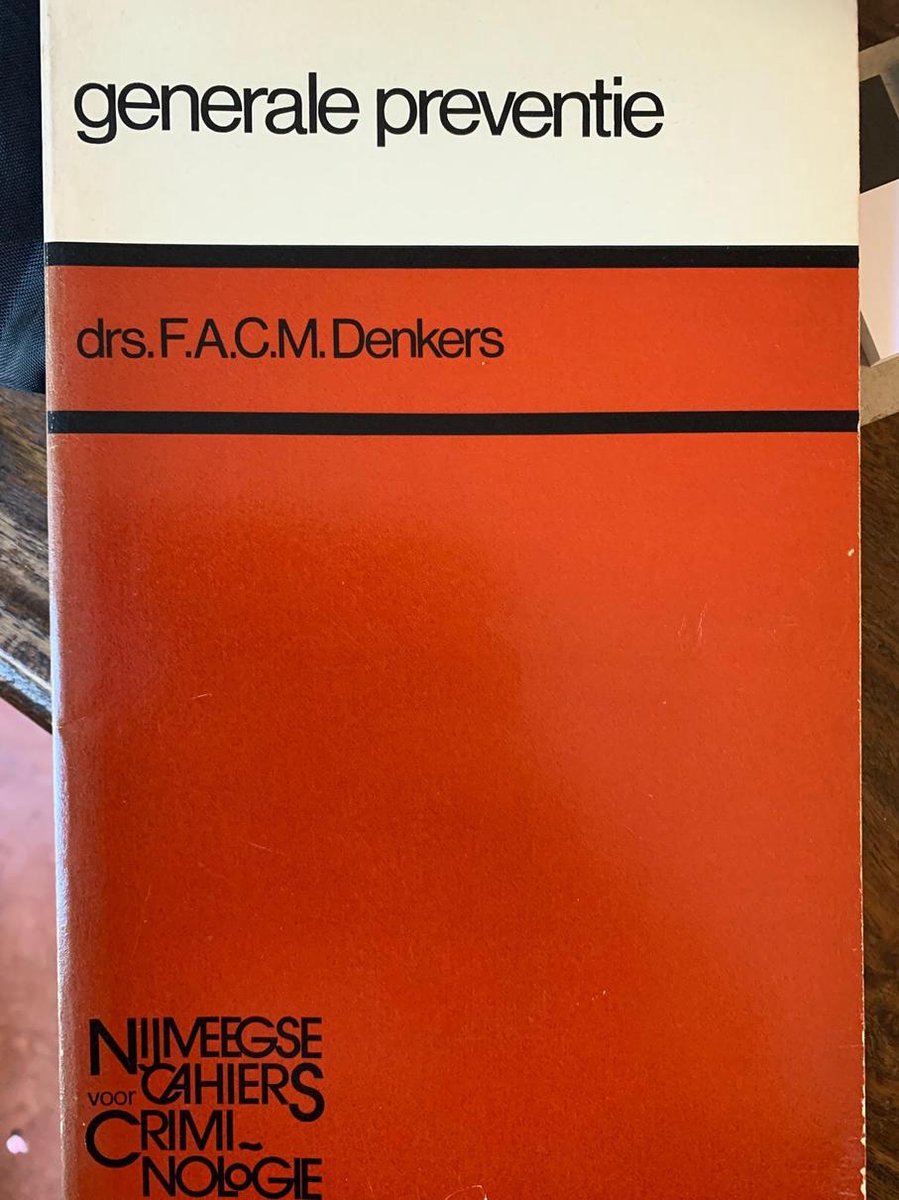 generale preventie
drs. F.A.C.M. Denkers
NIJMEEGSE
voor CAHIERS
CRIMI-
NOLOGIE